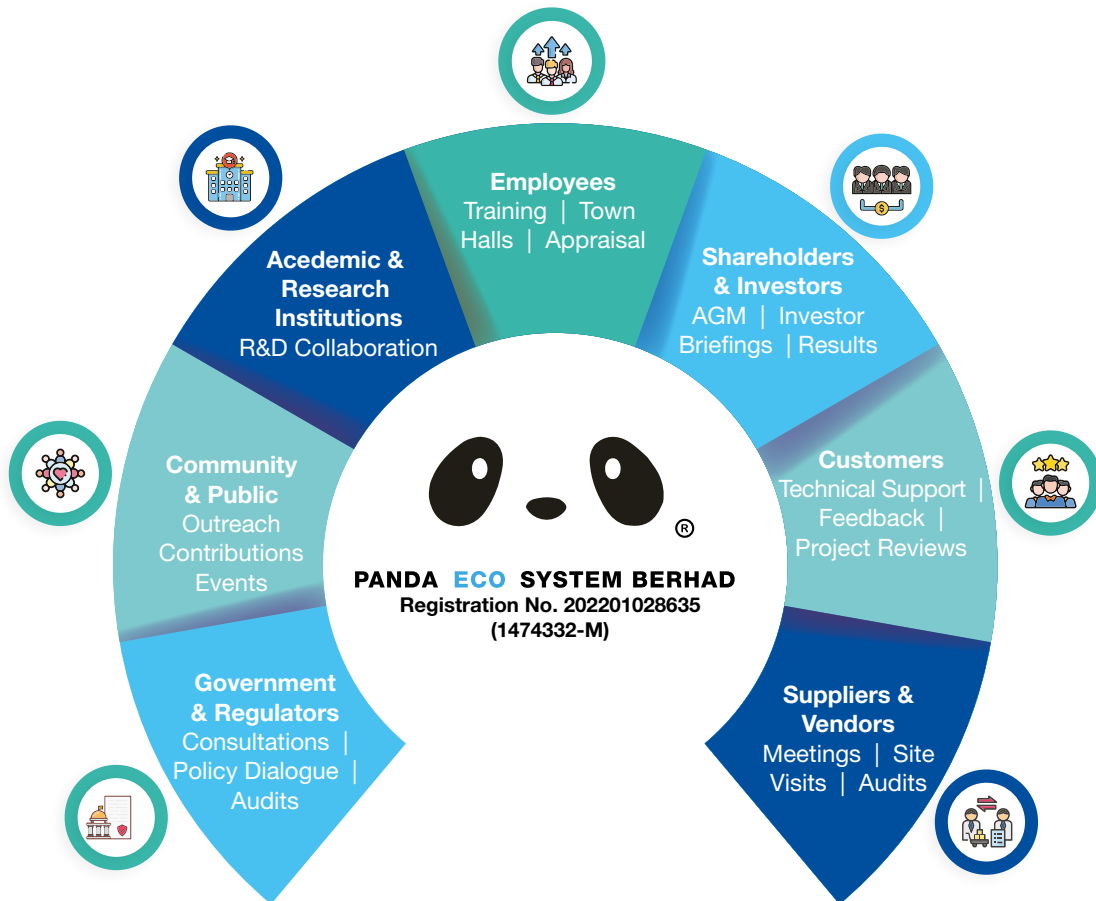 Employees
Training | Town
Halls | Appraisal
Acedemic &
Research
Institutions
R&D Collaboration
Shareholders
& Investors
AGM | Investor
Briefings | Results
Community
& Public
Outreach
Contributions
Events
Customers
Technical Support |
Feedback |
Project Reviews
®
PANDA ECO SYSTEM BERHAD
Registration No. 202201028635
(1474332-M)
Government
& Regulators
Consultations |
Policy Dialogue |
Audits
Suppliers &
Vendors
Meetings | Site
Visits | Audits